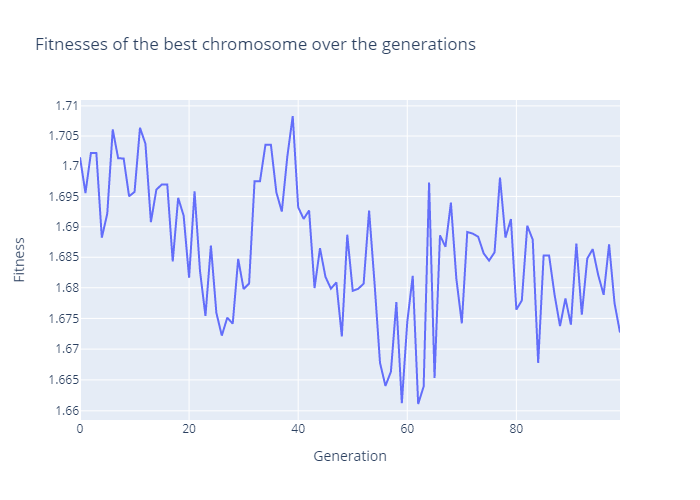 Fitnesses of the best chromosome over the generations
1.71
1.705
1.7
1.695
1.69
1.685
1.68
1.675
1.67
1.665
1.66
Fitness
0 20 40 60 80
Generation